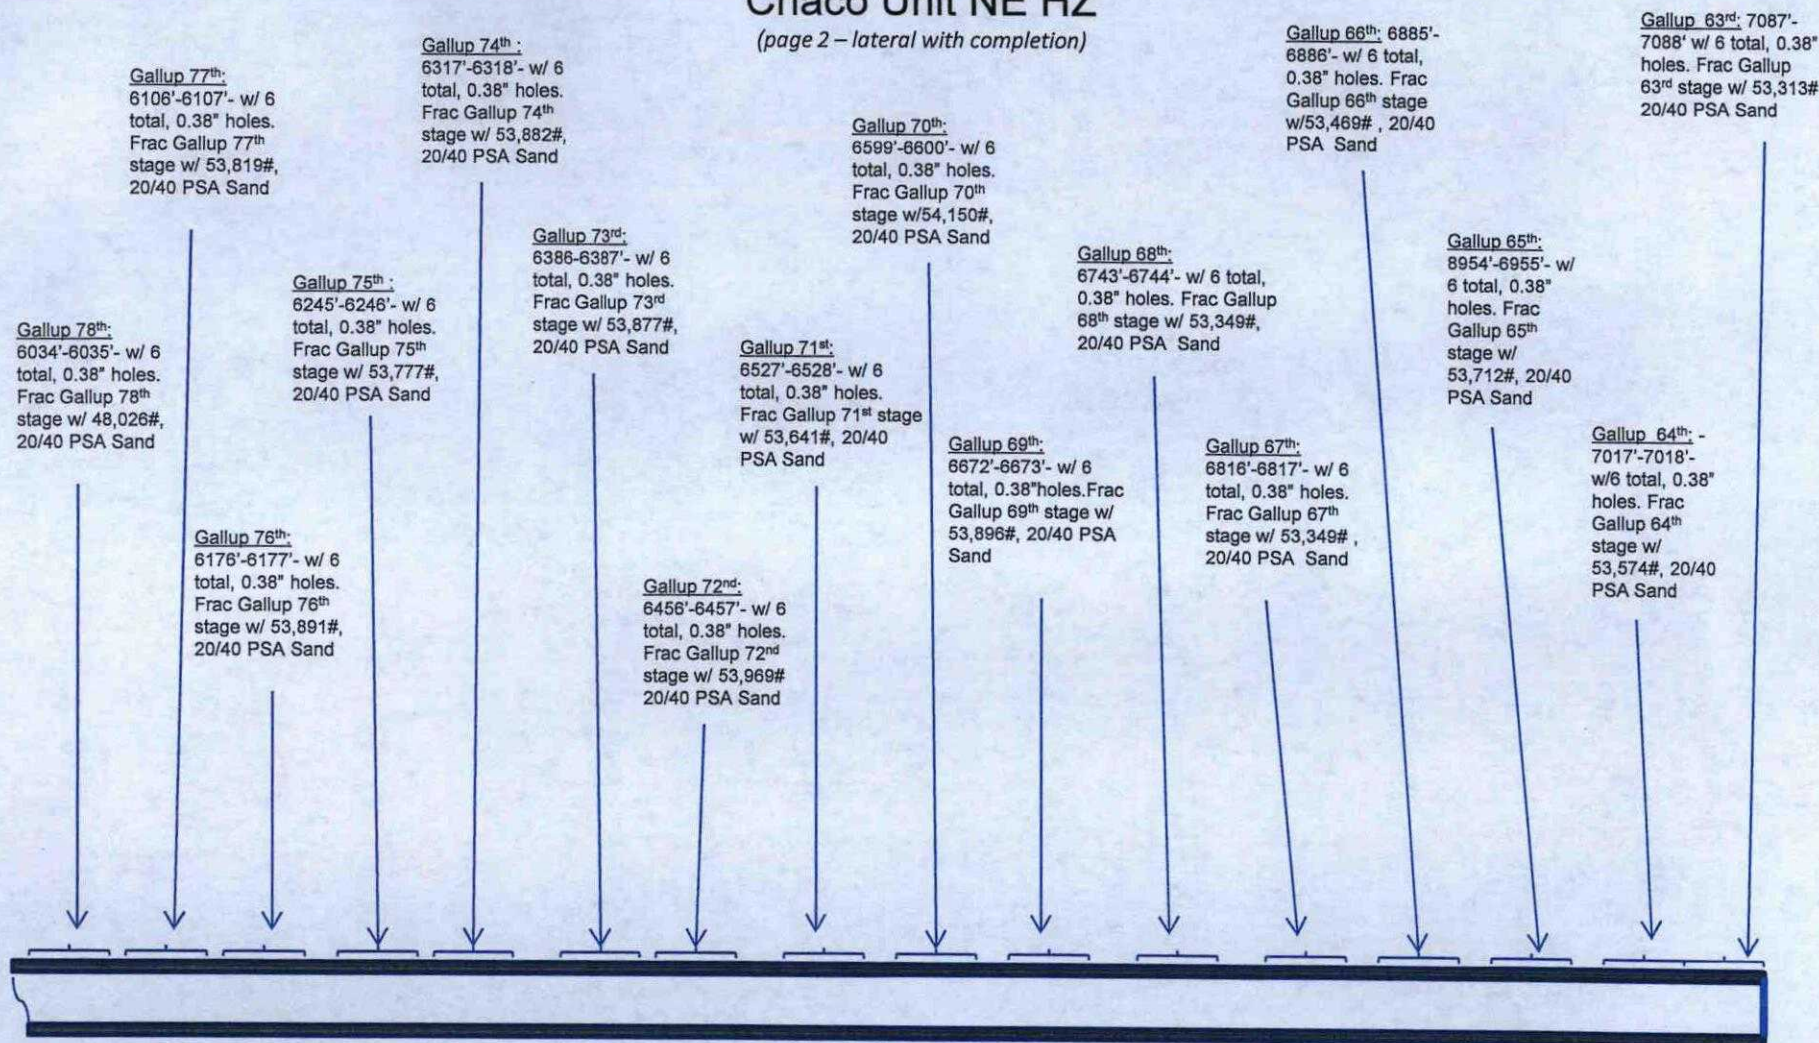 Chaco Unit NE HZ
(page 2 – lateral with completion)
Gallup 78th:
6034'-6035'- w/ 6
total, 0.38" holes.
Frac Gallup 78th
stage w/ 48,026#,
20/40 PSA Sand
Gallup 77th:
6106'-6107'- w/ 6
total, 0.38" holes.
Frac Gallup 77th
stage w/ 53,819#,
20/40 PSA Sand
Gallup 76th:
6176'-6177'- w/ 6
total, 0.38" holes.
Frac Gallup 76th
stage w/ 53,891#,
20/40 PSA Sand
Gallup 75th :
6245'-6246'- w/ 6
total, 0.38" holes.
Frac Gallup 75th
stage w/ 53,777#,
20/40 PSA Sand
Gallup 74th :
6317'-6318'- w/ 6
total, 0.38" holes.
Frac Gallup 74th
stage w/ 53,882#,
20/40 PSA Sand
Gallup 73rd:
6386-6387'- w/ 6
total, 0.38" holes.
Frac Gallup 73rd
stage w/ 53,877#,
20/40 PSA Sand
Gallup 72nd:
6456'-6457'- w/ 6
total, 0.38" holes.
Frac Gallup 72nd
stage w/ 53,969#
20/40 PSA Sand
Gallup 71st:
6527'-6528'- w/ 6
total, 0.38" holes.
Frac Gallup 71st stage
w/ 53,641#, 20/40
PSA Sand
Gallup 70th:
6599'-6600'- w/ 6
total, 0.38" holes.
Frac Gallup 70th
stage w/54,150#,
20/40 PSA Sand
Gallup 69th:
6672'-6673'- w/ 6
total, 0.38"holes.Frac
Gallup 69th stage w/
53,896#, 20/40 PSA
Sand
Gallup 68th:
6743'-6744'- w/ 6 total,
0.38" holes. Frac Gallup
68th stage w/ 53,349#,
20/40 PSA Sand
Gallup 67th:
6816'-6817'- w/ 6
total, 0.38" holes.
Frac Gallup 67th
stage w/ 53,349# ,
20/40 PSA Sand
Gallup 66th: 6885'-
6886'- w/ 6 total,
0.38" holes. Frac
Gallup 66th stage
w/53,469# , 20/40
PSA Sand
Gallup 65th:
8954'-6955'- w/
6 total, 0.38"
holes. Frac
Gallup 65th
stage w/
53,712#, 20/40
PSA Sand
Gallup 64th: -
7017'-7018'-
w/6 total, 0.38"
holes. Frac
Gallup 64th
stage w/
53,574#, 20/40
PSA Sand
Gallup 63rd: 7087'-
7088' w/ 6 total, 0.38"
holes. Frac Gallup
63rd stage w/ 53,313#
20/40 PSA Sand